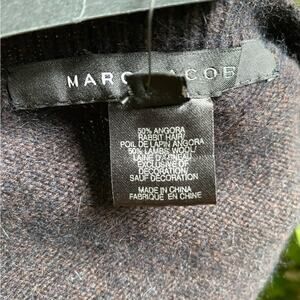 MARC JACOB
50% ANGORA
RABBIT HAIR/
POIL DE LAPIN ANGORA
50% LAMBS WOOL/
LAINE D'AGNEAU
EXCLUSIVE OF
DECORATION
SAUF DECORATION
MADE IN CHINA
FABRIQUE EN CHINE